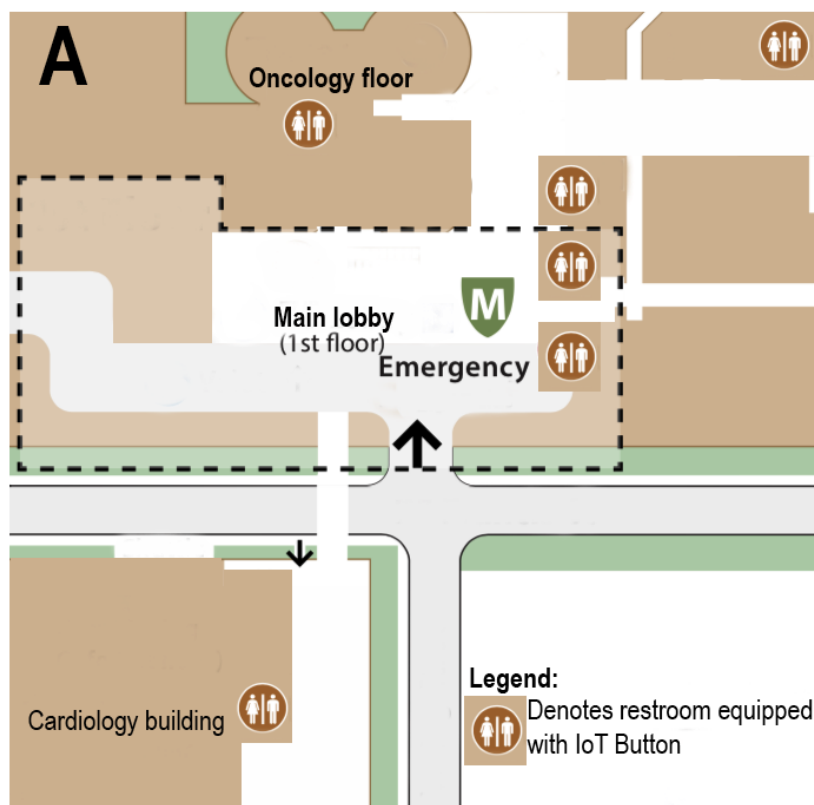 A
Oncology floor
M
Main lobby
(1st floor)
Emergency
Legend:
Denotes restroom equipped
with IoT Button
Cardiology building